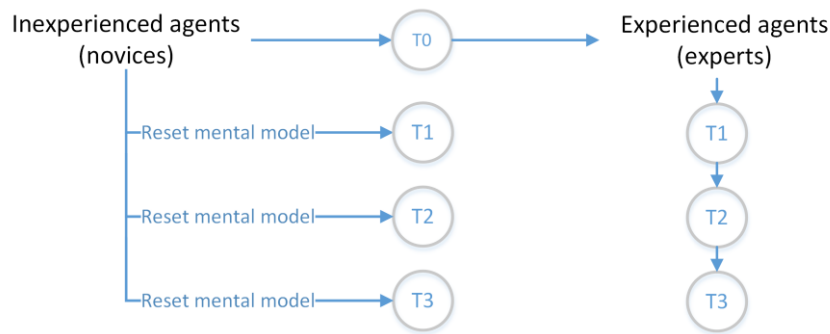 Inexperienced agents
(novices)
T0
Experienced agents
(experts)
Reset mental model
T1
T1
Reset mental model
T2
T2
Reset mental model
T3
T3